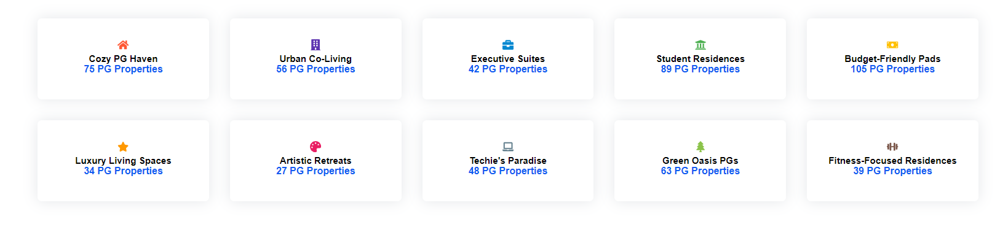 Cozy PG Haven
75 PG Properties
Urban Co-Living
56 PG Properties
Executive Suites
42 PG Properties
Student Residences
89 PG Properties
Budget-Friendly Pads
105 PG Properties
Luxury Living Spaces
34 PG Properties
Artistic Retreats
27 PG Properties
Techie's Paradise
48 PG Properties
Green Oasis PGs
63 PG Properties
Fitness-Focused Residences
39 PG Properties